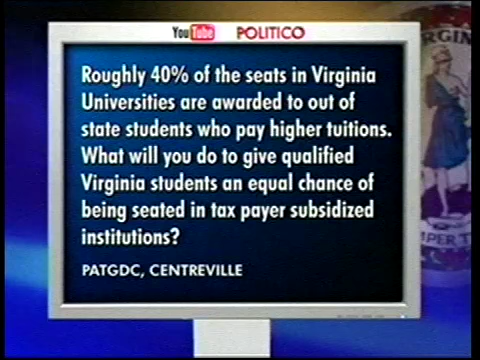 YouTube POLITICO
Roughly 40% of the seats in Virginia
Universities are awarded to out of
state students who pay higher tuitions.
What will you do to give qualified
Virginia students an equal chance of
being seated in tax payer subsidized
institutions?
PATGDC, CENTREVILLE